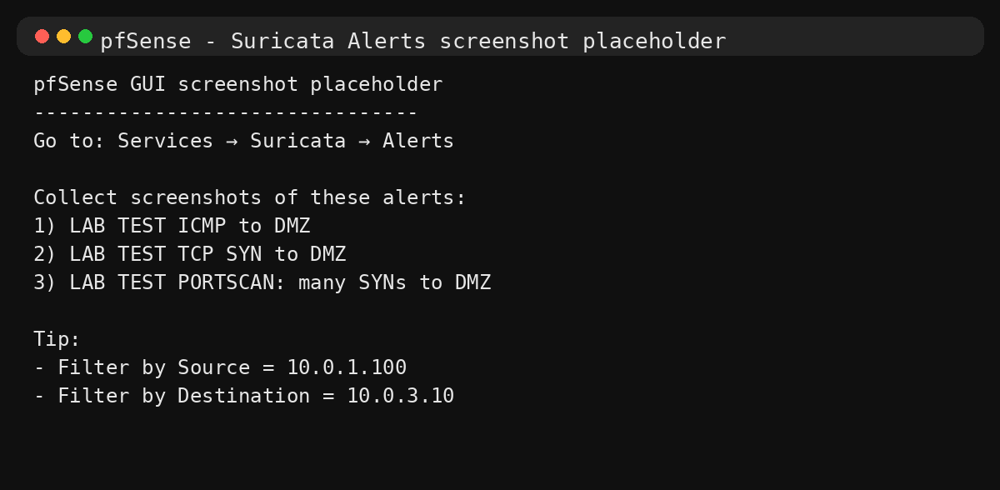 pfSense - Suricata Alerts screenshot placeholder
pfSense GUI screenshot placeholder
--------------------------------
Go to: Services → Suricata → Alerts
Collect screenshots of these alerts:
1) LAB TEST ICMP to DMZ
2) LAB TEST TCP SYN to DMZ
3) LAB TEST PORTSCAN: many SYNs to DMZ
Tip:
- Filter by Source = 10.0.1.100
- Filter by Destination = 10.0.3.10